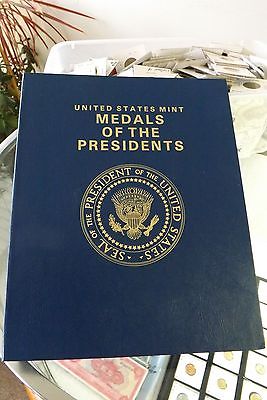 UNITED STATES MINT
MEDALS
OF THE
PRESIDENTS
SEAL OF THE PRESIDENT OF THE UNITED STATES